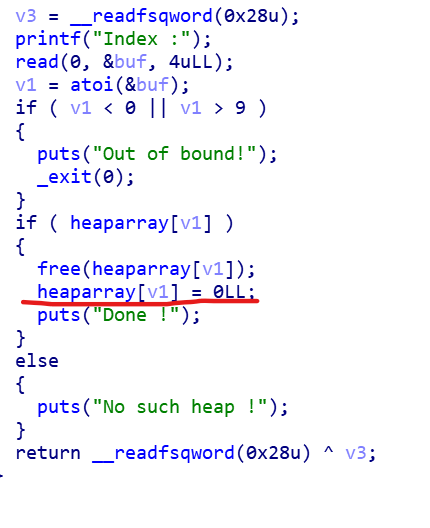 v3 = __readfsqword(0x28u);
printf("Index :");
read(0, &buf, 4uLL);
v1 = atoi(&buf);
if ( v1 < 0 || v1 > 9 )
{
  puts("Out of bound!");
  _exit(0);
}
if ( heaparray[v1] )
{
  free(heaparray[v1]);
  heaparray[v1] = 0LL;
  puts("Done !");
}
else
{
  puts("No such heap !");
}
return __readfsqword(0x28u) ^ v3;